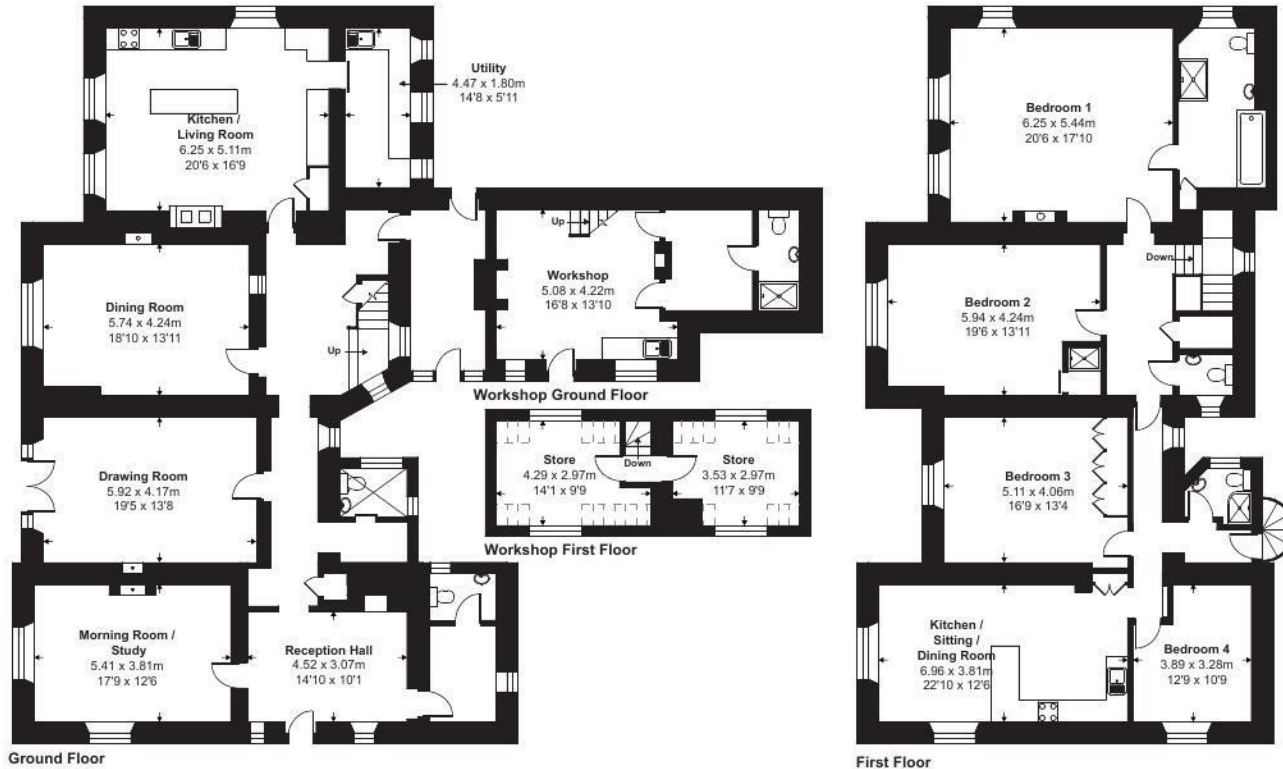 Utility
4.47 x 1.80m
14'8 x 5'11
Kitchen /
Living Room
6.25 x 5.11m
20'6 x 16'9
Up
Workshop
5.08 x 4.22m
16'8 x 13'10
Dining Room
5.74 x 4.24m
18'10 x 13'11
Up
Workshop Ground Floor
Drawing Room
5.92 x 4.17m
19'5 x 13'8
Store
4.29 x 2.97m
14'1 x 9'9
Down
Store
3.53 x 2.97m
11'7 x 9'9
Workshop First Floor
Morning Room /
Study
5.41 x 3.81m
17'9 x 12'6
Reception Hall
4.52 x 3.07m
14'10 x 10'1
Ground Floor
Bedroom 1
6.25 x 5.44m
20'6 x 17'10
Down
Bedroom 2
5.94 x 4.24m
19'6 x 13'11
Bedroom 3
5.11 x 4.06m
16'9 x 13'4
Kitchen /
Sitting /
Dining Room
6.96 x 3.81m
22'10 x 12'6
Bedroom 4
3.89 x 3.28m
12'9 x 10'9
First Floor